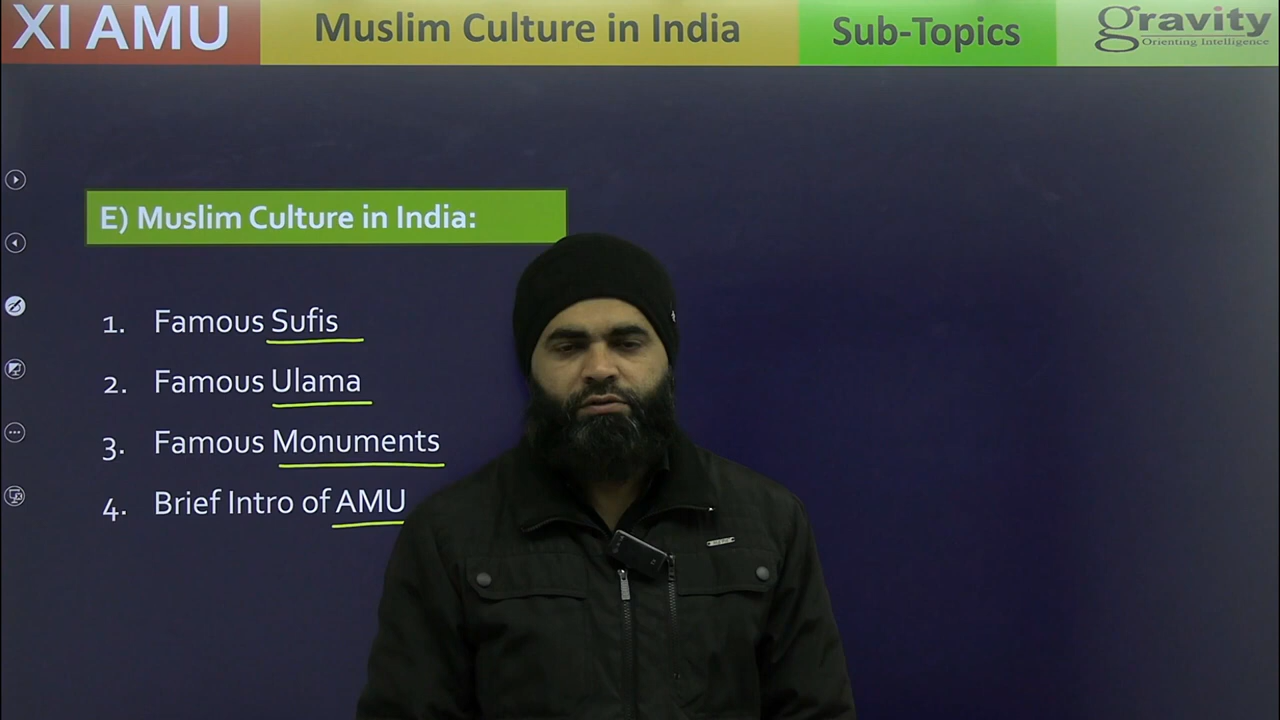 XI AMU
Muslim Culture in India
Sub-Topics
gravity
Orienting Intelligence
E) Muslim Culture in India:
1. Famous Sufis
2. Famous Ulama
3. Famous Monuments
4. Brief Intro of AMU